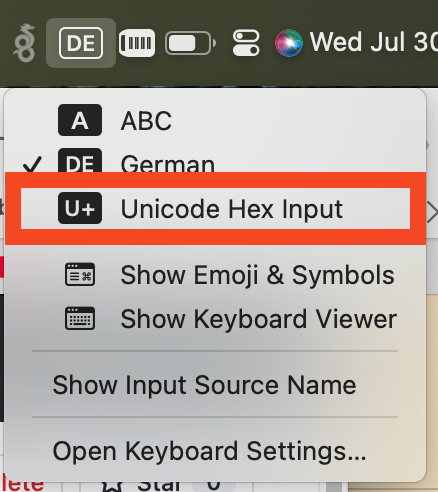 DE Wed Jul 30
A ABC
DE German
U+ Unicode Hex Input
Show Emoji & Symbols
Show Keyboard Viewer
Show Input Source Name
Open Keyboard Settings...
Star 0